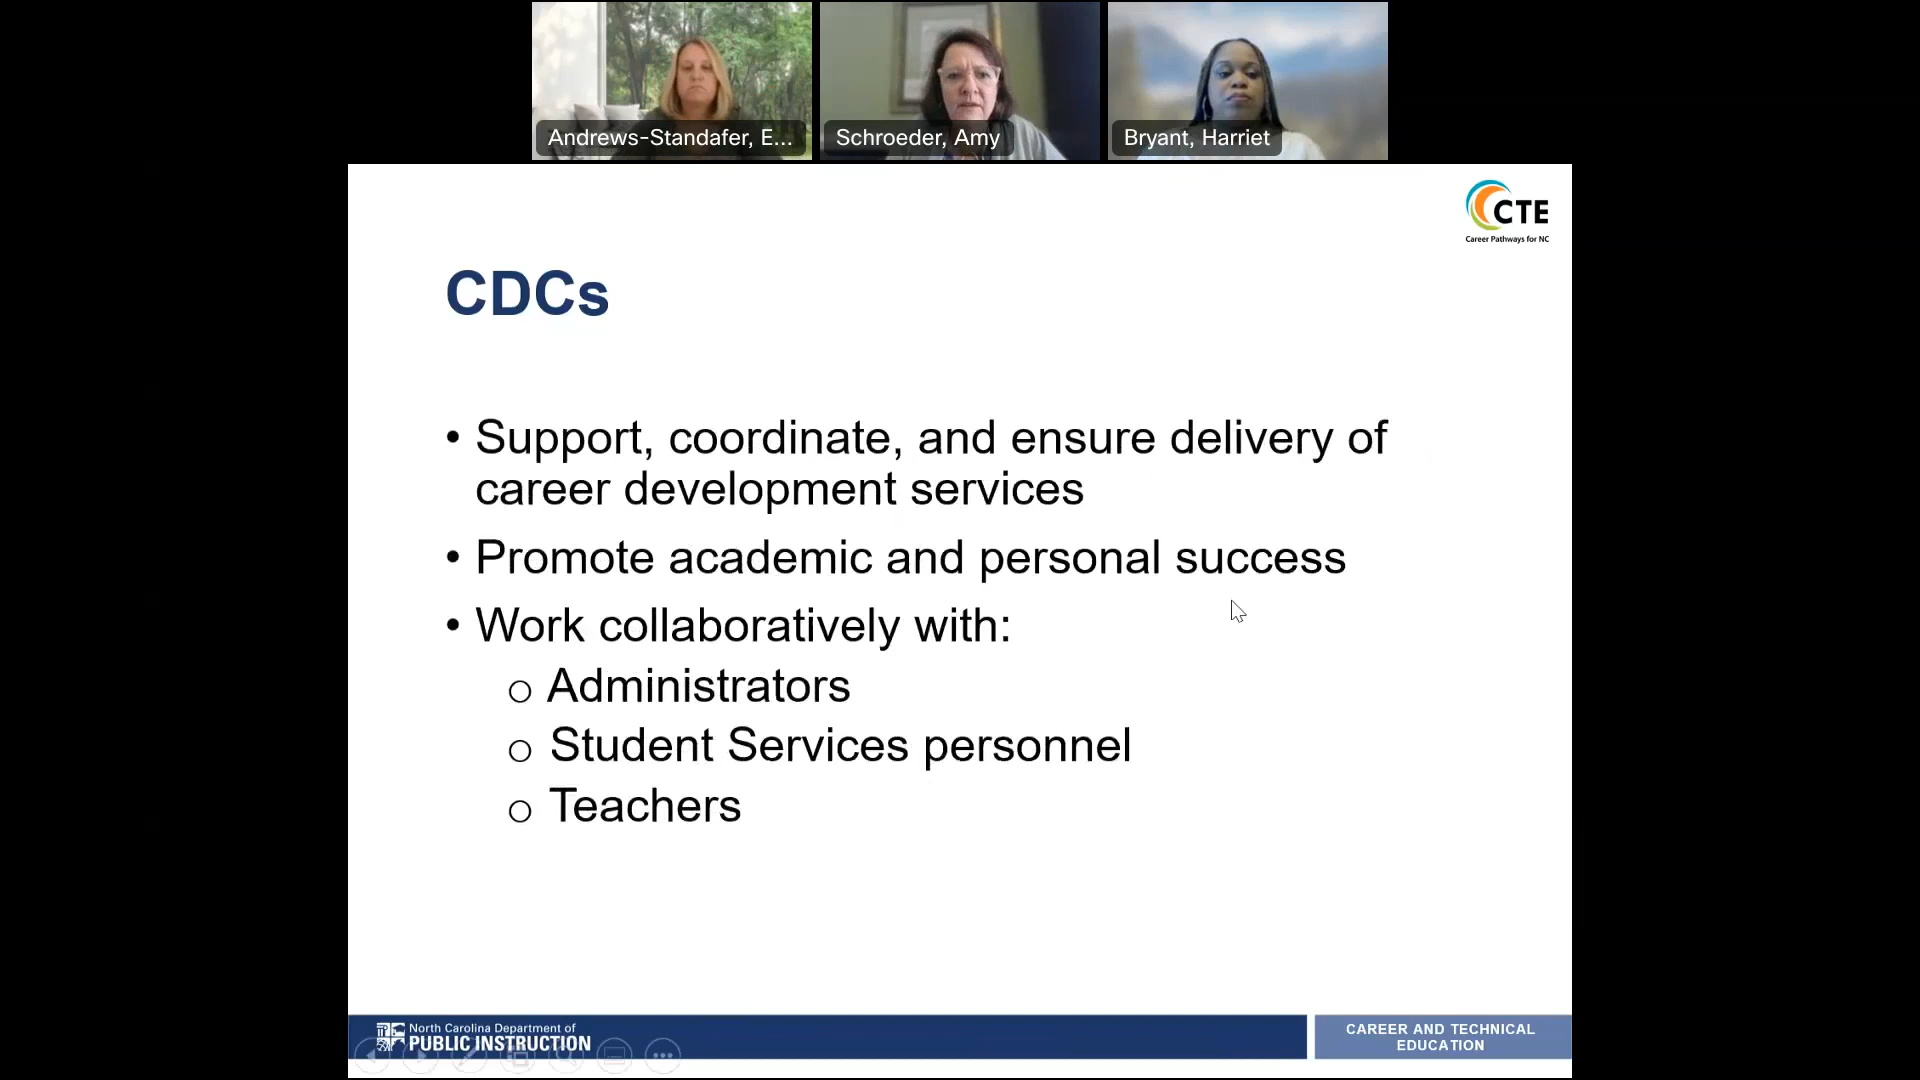 Andrews-Standafer, E...
Schroeder, Amy
Bryant, Harriet
CTE
Career Pathways for NC
CDCs
• Support, coordinate, and ensure delivery of
career development services
• Promote academic and personal success
• Work collaboratively with:
o Administrators
o Student Services personnel
o Teachers
North Carolina Department of
PUBLIC INSTRUCTION
CAREER AND TECHNICAL
EDUCATION